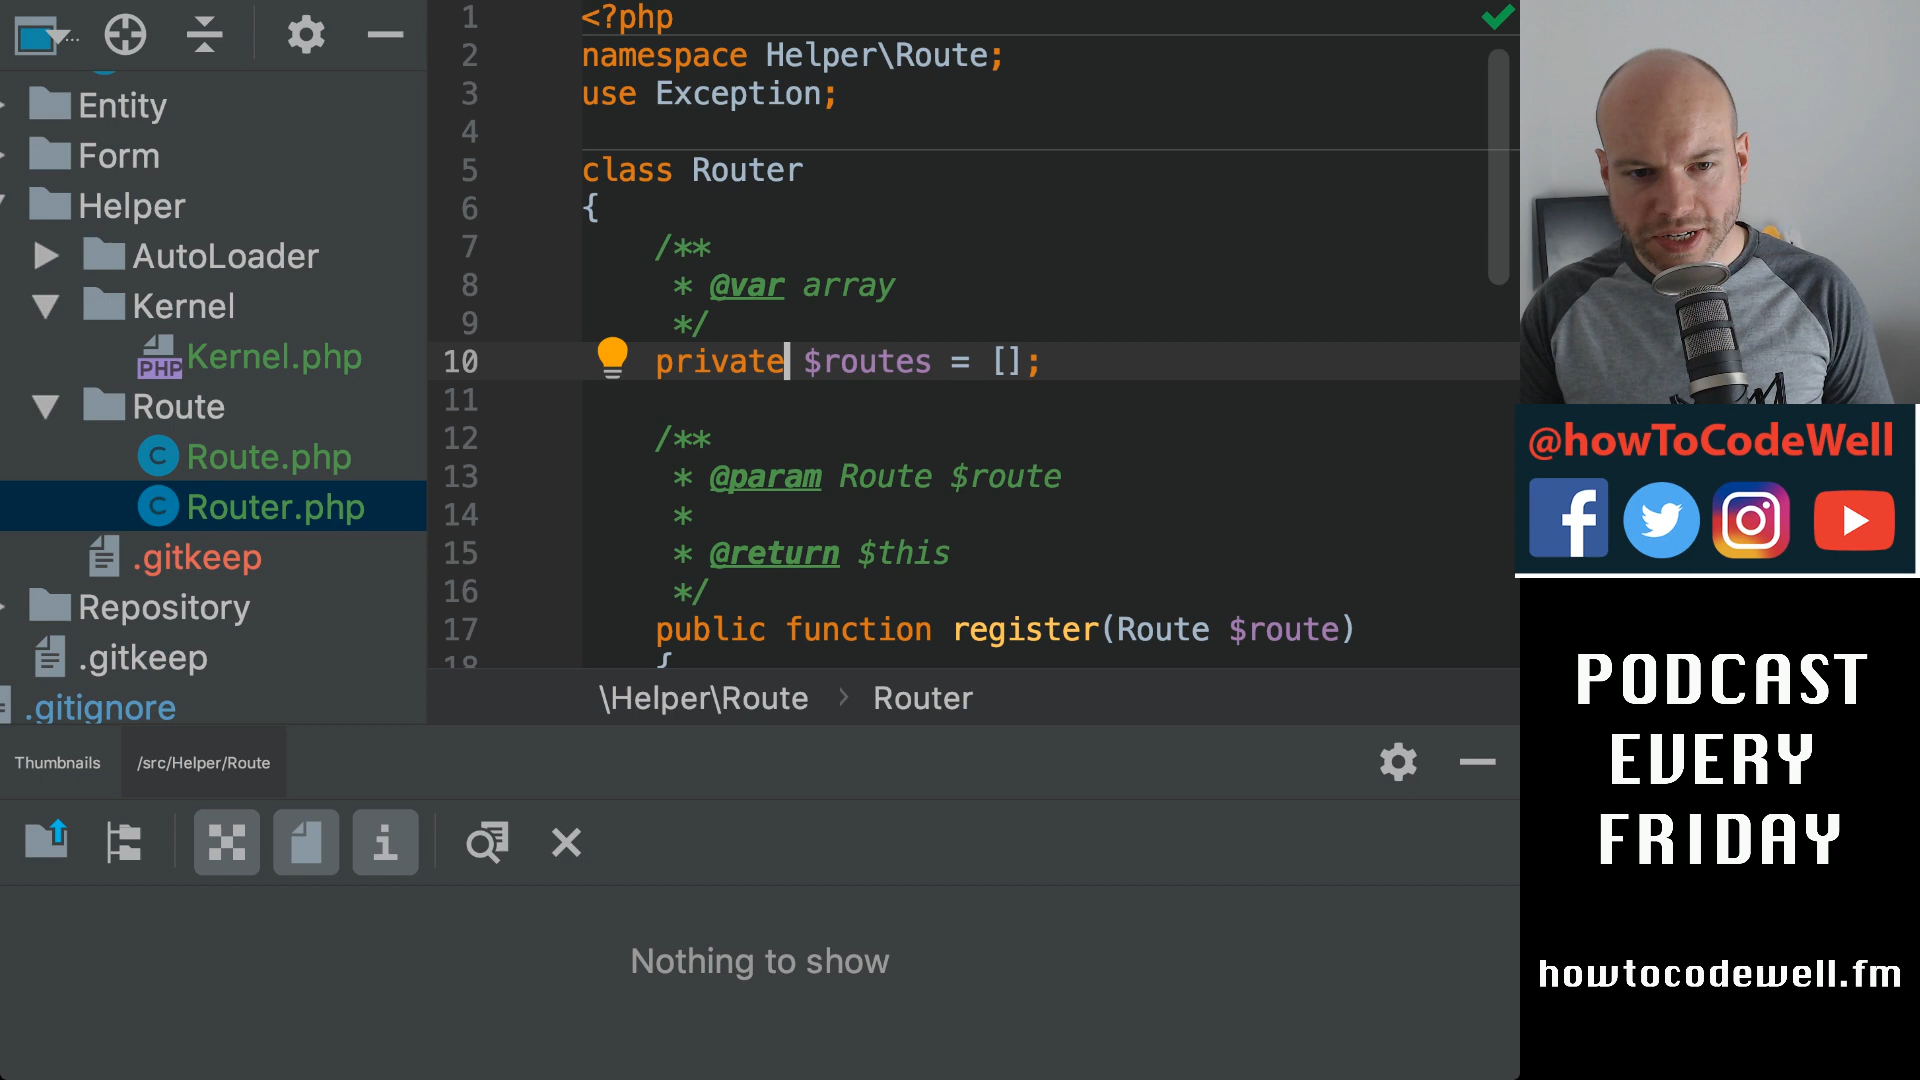 Entity
Form
Helper
AutoLoader
Kernel
PHP Kernel.php
Route
C Route.php
C Router.php
.gitkeep
Repository
.gitkeep
.gitignore
1 <?php
2 namespace Helper\Route;
3 use Exception;
4
5 class Router
6 {
7 /**
8 * @var array
9 */
10 private $routes = [];
11
12 /**
13 * @param Route $route
14 *
15 * @return $this
16 */
17 public function register(Route $route)
18 {
\Helper\Route › Router
Thumbnails /src/Helper/Route
Nothing to show
@howToCodeWell
PODCAST
EVERY
FRIDAY
howtocodewell.fm